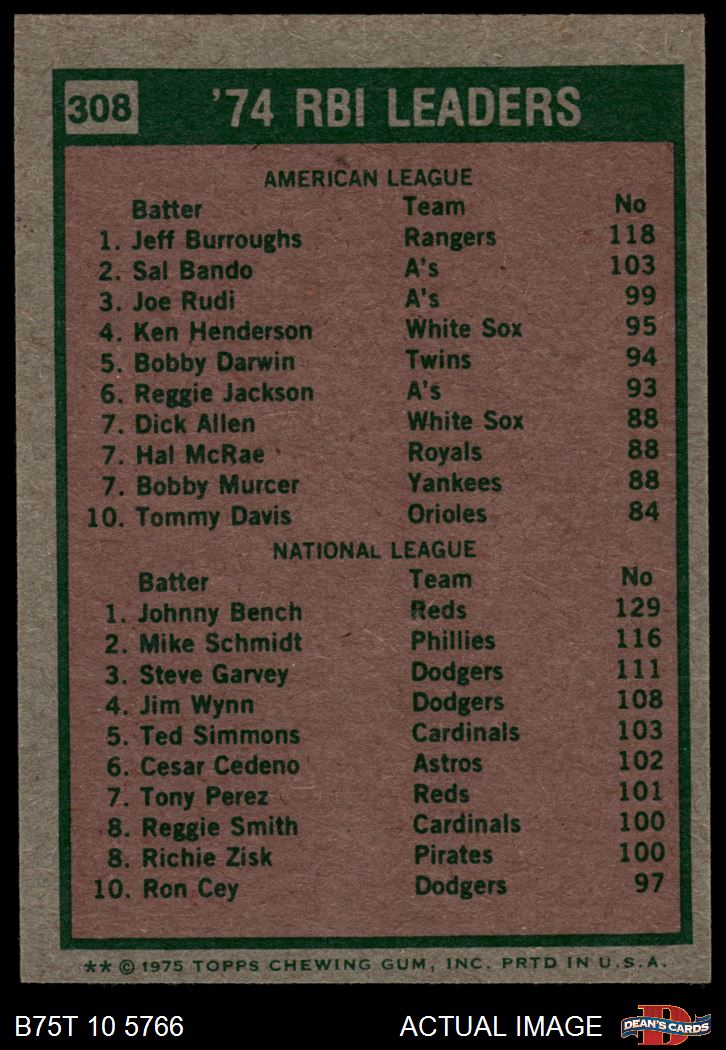 308 '74 RBI LEADERS
AMERICAN LEAGUE
Batter Team No
1. Jeff Burroughs Rangers 118
2. Sal Bando A's 103
3. Joe Rudi A's 99
4. Ken Henderson White Sox 95
5. Bobby Darwin Twins 94
6. Reggie Jackson A's 93
7. Dick Allen White Sox 88
7. Hal McRae Royals 88
7. Bobby Murcer Yankees 88
10. Tommy Davis Orioles 84
NATIONAL LEAGUE
Batter Team No
1. Johnny Bench Reds 129
2. Mike Schmidt Phillies 116
3. Steve Garvey Dodgers 111
4. Jim Wynn Dodgers 108
5. Ted Simmons Cardinals 103
6. Cesar Cedeno Astros 102
7. Tony Perez Reds 101
8. Reggie Smith Cardinals 100
8. Richie Zisk Pirates 100
10. Ron Cey Dodgers 97
** © 1975 TOPPS CHEWING GUM, INC. PRTD IN U.S.A.
B75T 10 5766 ACTUAL IMAGE D DEAN'S CARDS